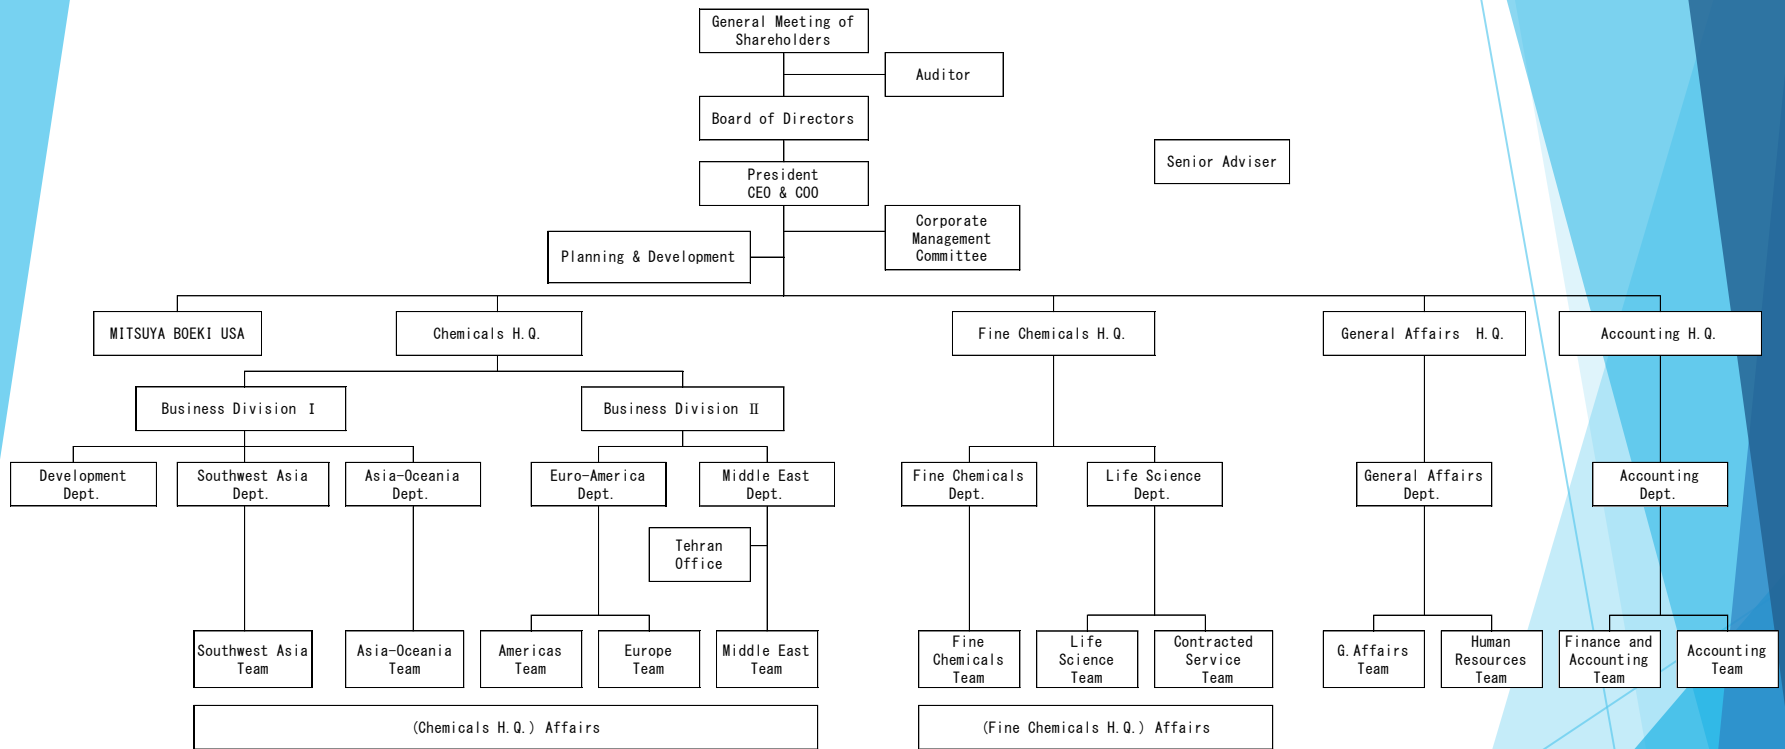 General Meeting of
Shareholders
Auditor
Board of Directors
Senior Adviser
President
CEO & COO
Corporate
Management
Committee
Planning & Development
MITSUYA BOEKI USA
Chemicals H.Q.
Fine Chemicals H.Q.
General Affairs H.Q.
Accounting H.Q.
Business Division Ⅰ
Business Division Ⅱ
Development
Dept.
Southwest Asia
Dept.
Asia-Oceania
Dept.
Euro-America
Dept.
Middle East
Dept.
Fine Chemicals
Dept.
Life Science
Dept.
General Affairs
Dept.
Accounting
Dept.
Tehran
Office
Southwest Asia
Team
Asia-Oceania
Team
Americas
Team
Europe
Team
Middle East
Team
Fine
Chemicals
Team
Life
Science
Team
Contracted
Service
Team
G.Affairs
Team
Human
Resources
Team
Finance and
Accounting
Team
Accounting
Team
(Chemicals H.Q.) Affairs
(Fine Chemicals H.Q.) Affairs